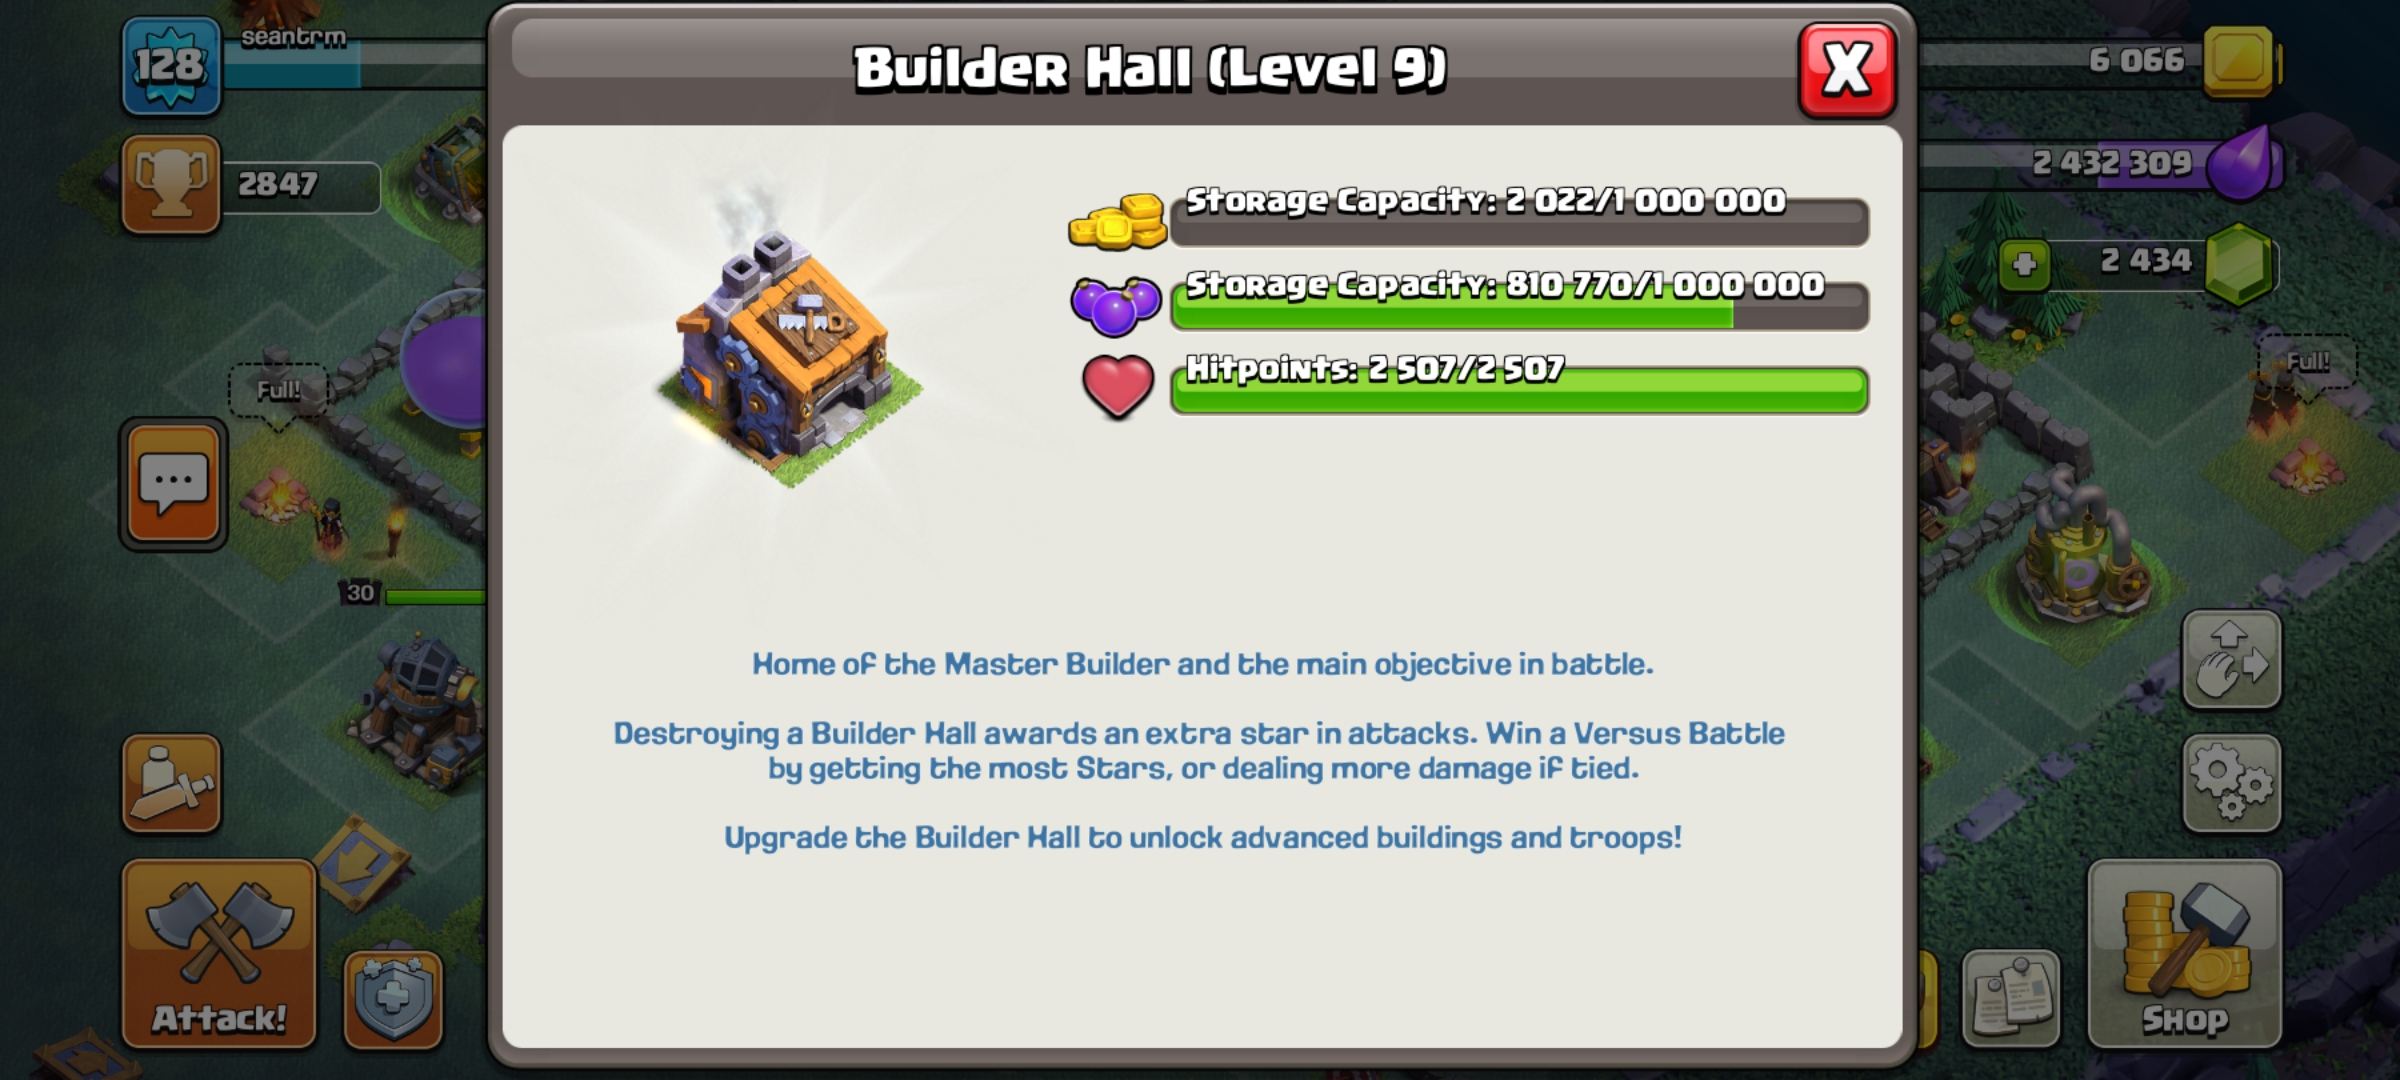 128
seantrm
Builder Hall (Level 9)
X
6 066
2847
2 432 309
Storage Capacity: 2 022/1 000 000
2 434
Storage Capacity: 810 770/1 000 000
Full!
Full!
Hitpoints: 2 507/2 507
30
Home of the Master Builder and the main objective in battle.
Destroying a Builder Hall awards an extra star in attacks. Win a Versus Battle
by getting the most Stars, or dealing more damage if tied.
Upgrade the Builder Hall to unlock advanced buildings and troops!
Attack!
Shop